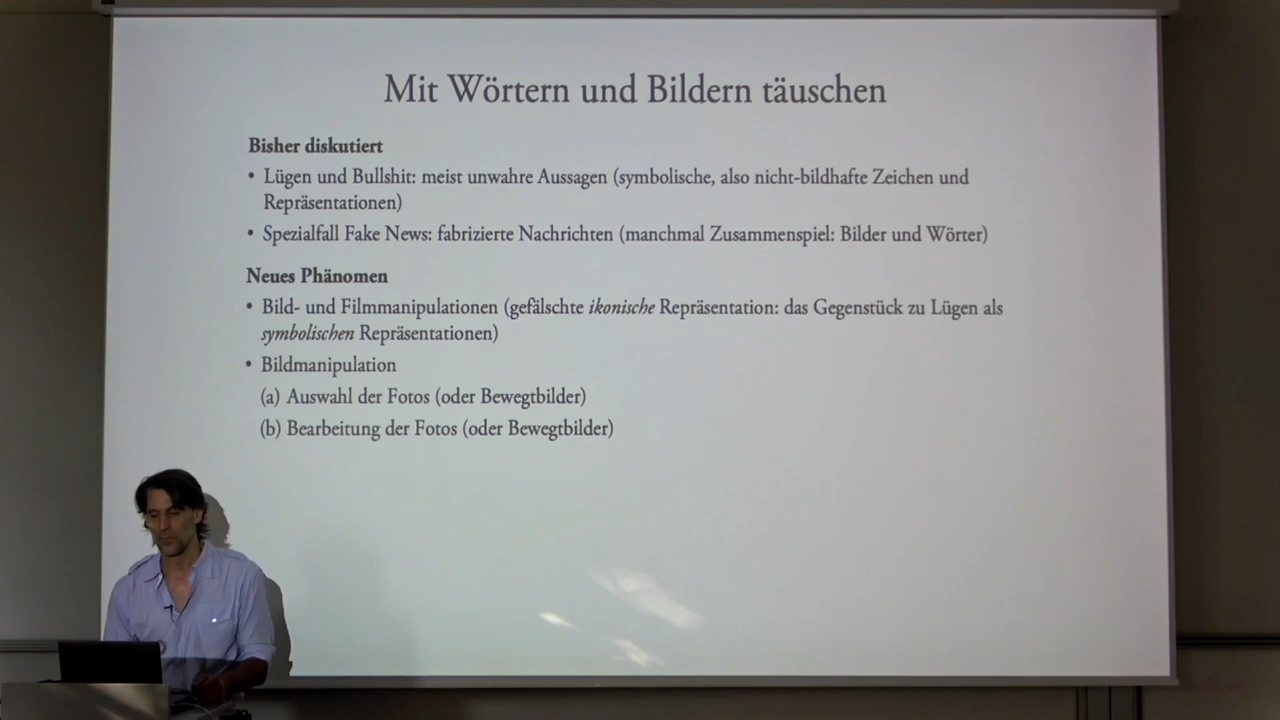 Mit Wörtern und Bildern täuschen
Bisher diskutiert
• Lügen und Bullshit: meist unwahre Aussagen (symbolische, also nicht-bildhafte Zeichen und
Repräsentationen)
• Spezialfall Fake News: fabrizierte Nachrichten (manchmal Zusammenspiel: Bilder und Wörter)
Neues Phänomen
• Bild- und Filmmanipulationen (gefälschte ikonische Repräsentation: das Gegenstück zu Lügen als
symbolischen Repräsentationen)
• Bildmanipulation
(a) Auswahl der Fotos (oder Bewegtbilder)
(b) Bearbeitung der Fotos (oder Bewegtbilder)